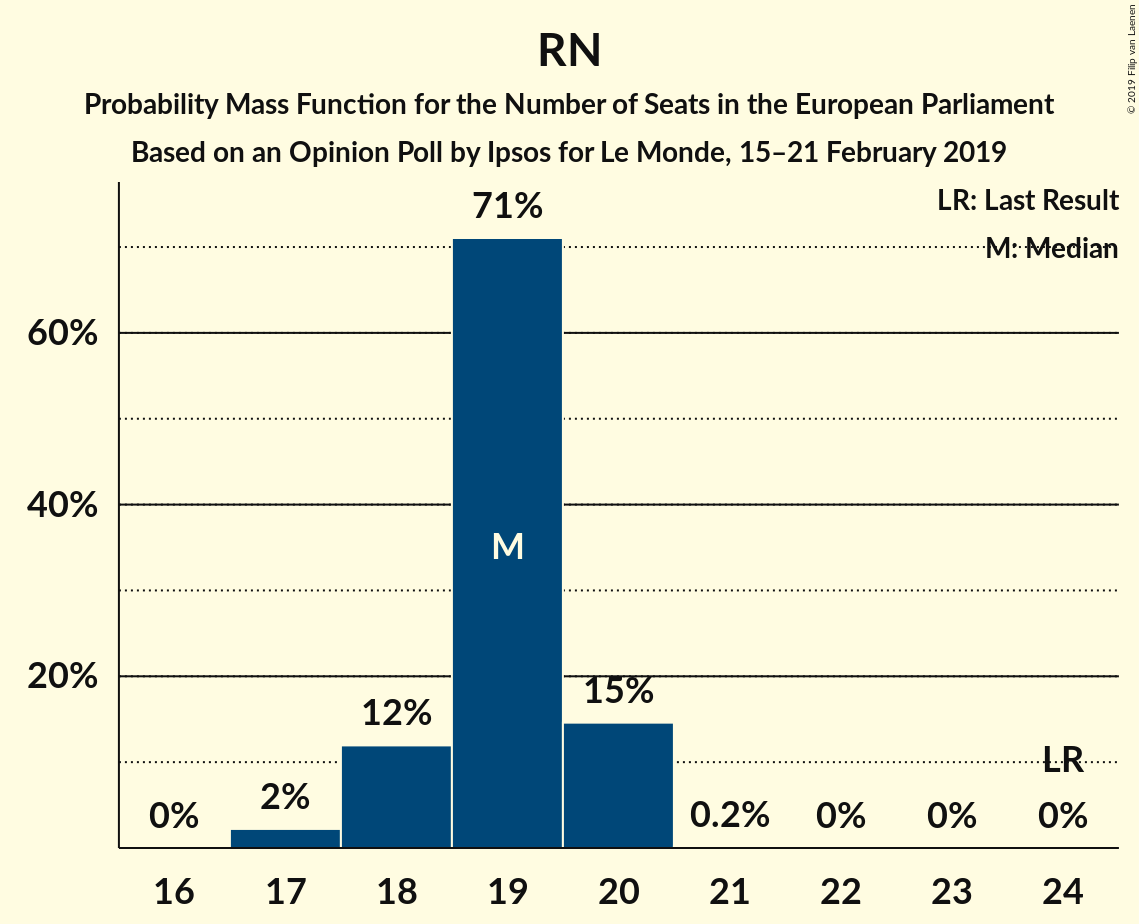 RN
Probability Mass Function for the Number of Seats in the European Parliament
Based on an Opinion Poll by Ipsos for Le Monde, 15–21 February 2019
© 2019 Filip van Laenen
LR: Last Result
M: Median
71%
60%
40%
M
20%
15%
12%
LR
2%
0%
0.2%
0%
0%
0%
16 17 18 19 20 21 22 23 24